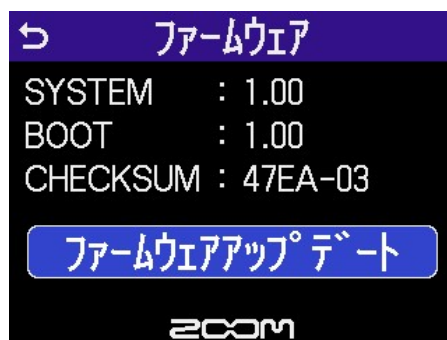 ファームウェア
SYSTEM : 1.00
BOOT : 1.00
CHECKSUM : 47EA-03
ファームウェアアップデート
ZOOM